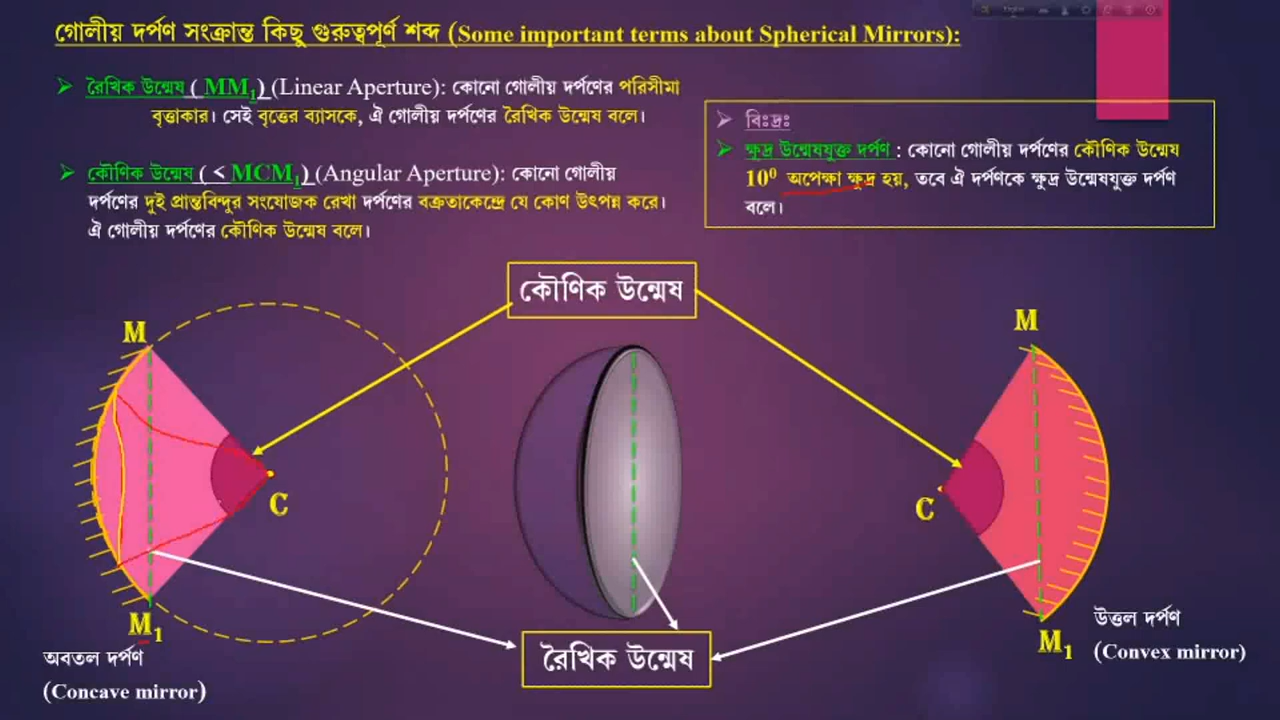 গোলীয় দর্পণ সংক্রান্ত কিছু গুরুত্বপূর্ণ শব্দ (Some important terms about Spherical Mirrors):
➢ রৈখিক উন্মেষ ( MM₁) (Linear Aperture): কোনো গোলীয় দর্পণের পরিসীমা
বৃত্তাকার। সেই বৃত্তের ব্যাসকে, ঐ গোলীয় দর্পণের রৈখিক উন্মেষ বলে।
➢ কৌণিক উন্মেষ ( < MCM₁) (Angular Aperture): কোনো গোলীয়
দর্পণের দুই প্রান্তবিন্দুর সংযোজক রেখা দর্পণের বক্রতাকেন্দ্রে যে কোণ উৎপন্ন করে।
ঐ গোলীয় দর্পণের কৌণিক উন্মেষ বলে।
➢ বিঃদ্রঃ
➢ ক্ষুদ্র উন্মেষযুক্ত দর্পণ : কোনো গোলীয় দর্পণের কৌণিক উন্মেষ
10⁰ অপেক্ষা ক্ষুদ্র হয়, তবে ঐ দর্পণকে ক্ষুদ্র উন্মেষযুক্ত দর্পণ
বলে।
কৌণিক উন্মেষ
M
C
M₁
অবতল দর্পণ
(Concave mirror)
রৈখিক উন্মেষ
M
C
M₁
উত্তল দর্পণ
(Convex mirror)